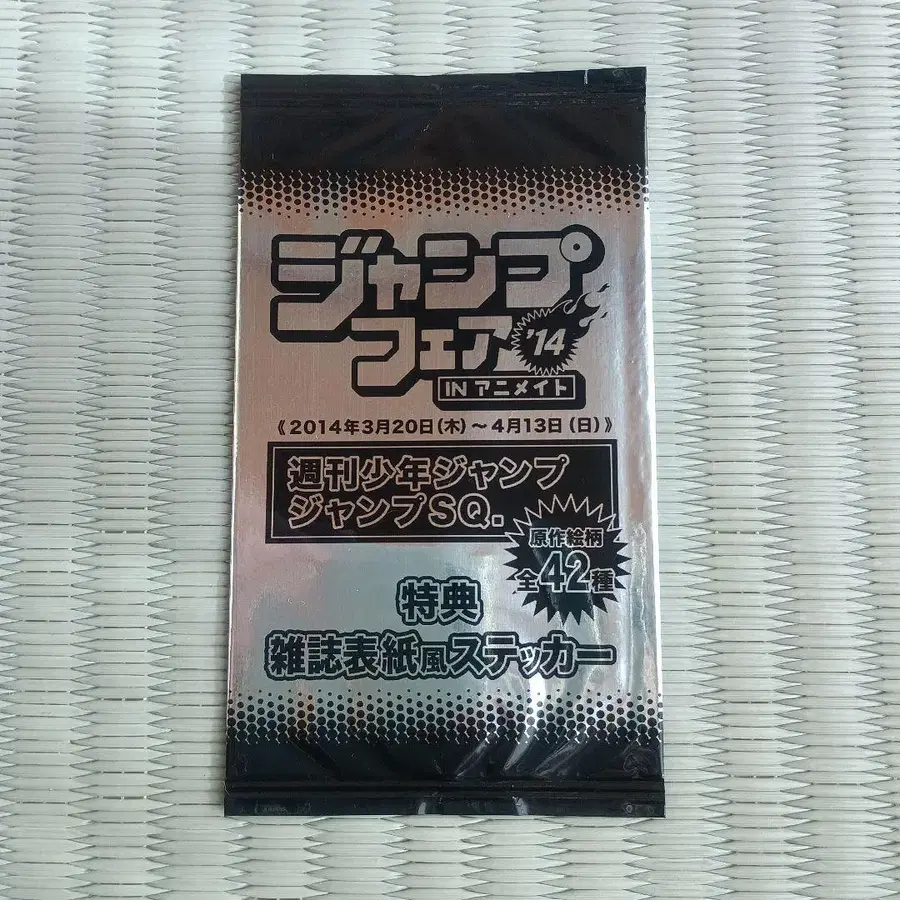 ジャンプ
フェア'14
IN アニメイト
《2014年3月20日(木)～4月13日(日)》
週刊少年ジャンプ
ジャンプSQ.
原作絵柄
全42種
特典
雑誌表紙風ステッカー